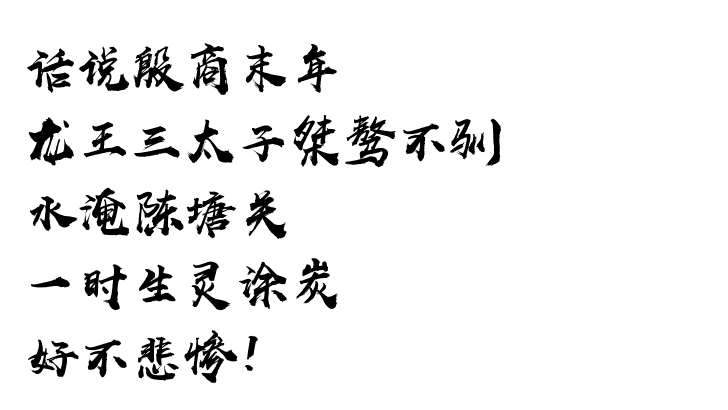 话说殷商末年
龙王三太子桀骜不驯
水淹陈塘关
一时生灵涂炭
好不悲惨！